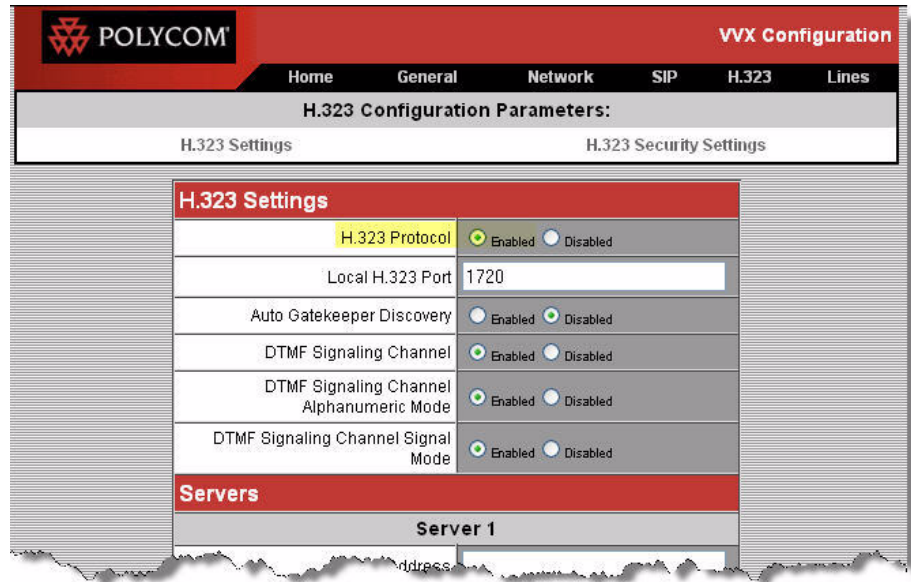 POLYCOM
VVX Configuration
Home General Network SIP H.323 Lines
H.323 Configuration Parameters:
H.323 Settings H.323 Security Settings
H.323 Settings
H.323 Protocol Enabled Disabled
Local H.323 Port 1720
Auto Gatekeeper Discovery Enabled Disabled
DTMF Signaling Channel Enabled Disabled
DTMF Signaling Channel
Alphanumeric Mode Enabled Disabled
DTMF Signaling Channel Signal
Mode Enabled Disabled
Servers
Server 1